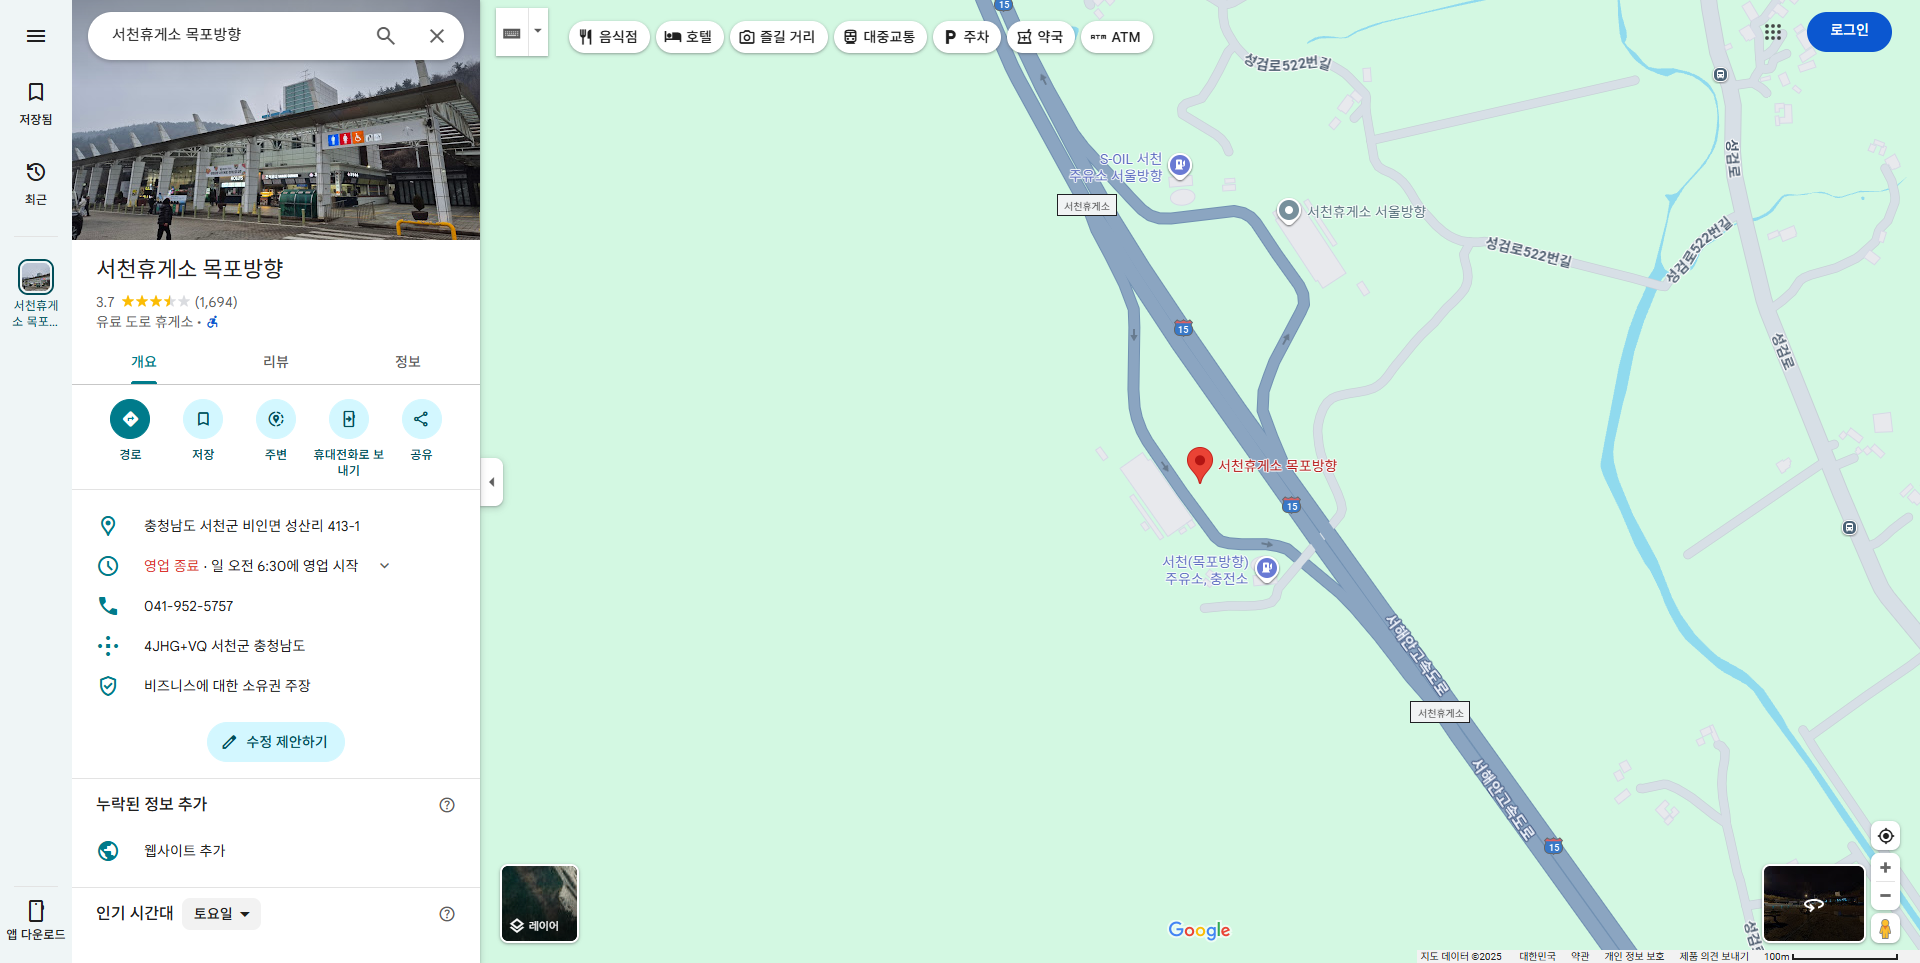 서천휴게소 목포방향
음식점
호텔
즐길 거리
대중교통
P 주차
약국
ATM ATM
로그인
저장됨
최근
서천휴게
소 목포...
앱 다운로드
서천휴게소 목포방향
3.7 (1,694)
유료 도로 휴게소 ·
개요
리뷰
정보
경로
저장
주변
휴대전화로 보
내기
공유
충청남도 서천군 비인면 성산리 413-1
영업 종료 · 일 오전 6:30에 영업 시작
041-952-5757
4JHG+VQ 서천군 충청남도
비즈니스에 대한 소유권 주장
수정 제안하기
누락된 정보 추가
웹사이트 추가
인기 시간대
토요일
15
성검로522번길
성검로
S-OIL 서천
주유소 서울방향
서천휴게소
서천휴게소 서울방향
성검로522번길
성검로522번길
15
성검로
서천휴게소 목포방향
15
서천(목포방향)
주유소, 충전소
서해안고속도로
서천휴게소
서해안고속도로
15
성검로
레이어
Google
지도 데이터 ©2025
대한민국
약관
개인 정보 보호
제품 의견 보내기
100m